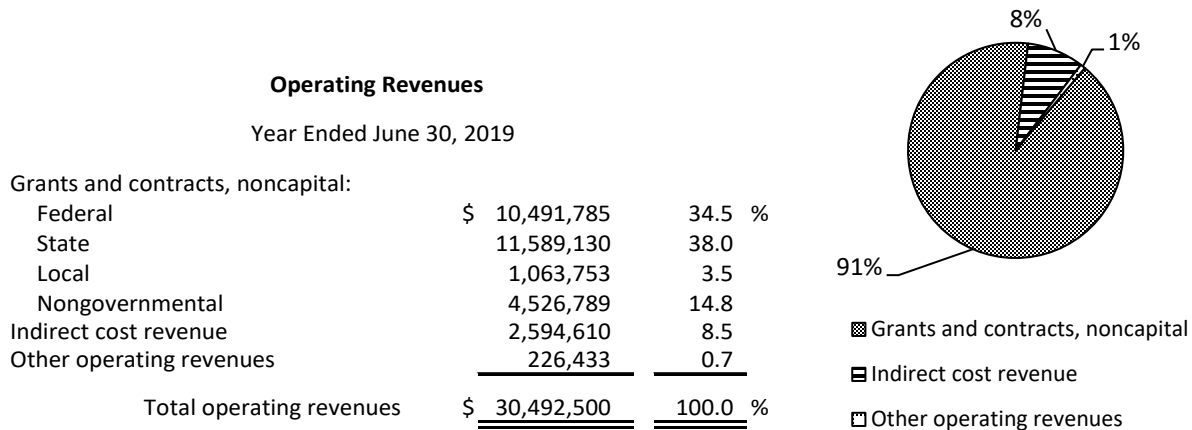 Operating Revenues
Year Ended June 30, 2019
Grants and contracts, noncapital:
Federal $ 10,491,785 34.5 %
State 11,589,130 38.0
Local 1,063,753 3.5
Nongovernmental 4,526,789 14.8
Indirect cost revenue 2,594,610 8.5
Other operating revenues 226,433 0.7
Total operating revenues $ 30,492,500 100.0 %
8%
1%
91%
Grants and contracts, noncapital
Indirect cost revenue
Other operating revenues